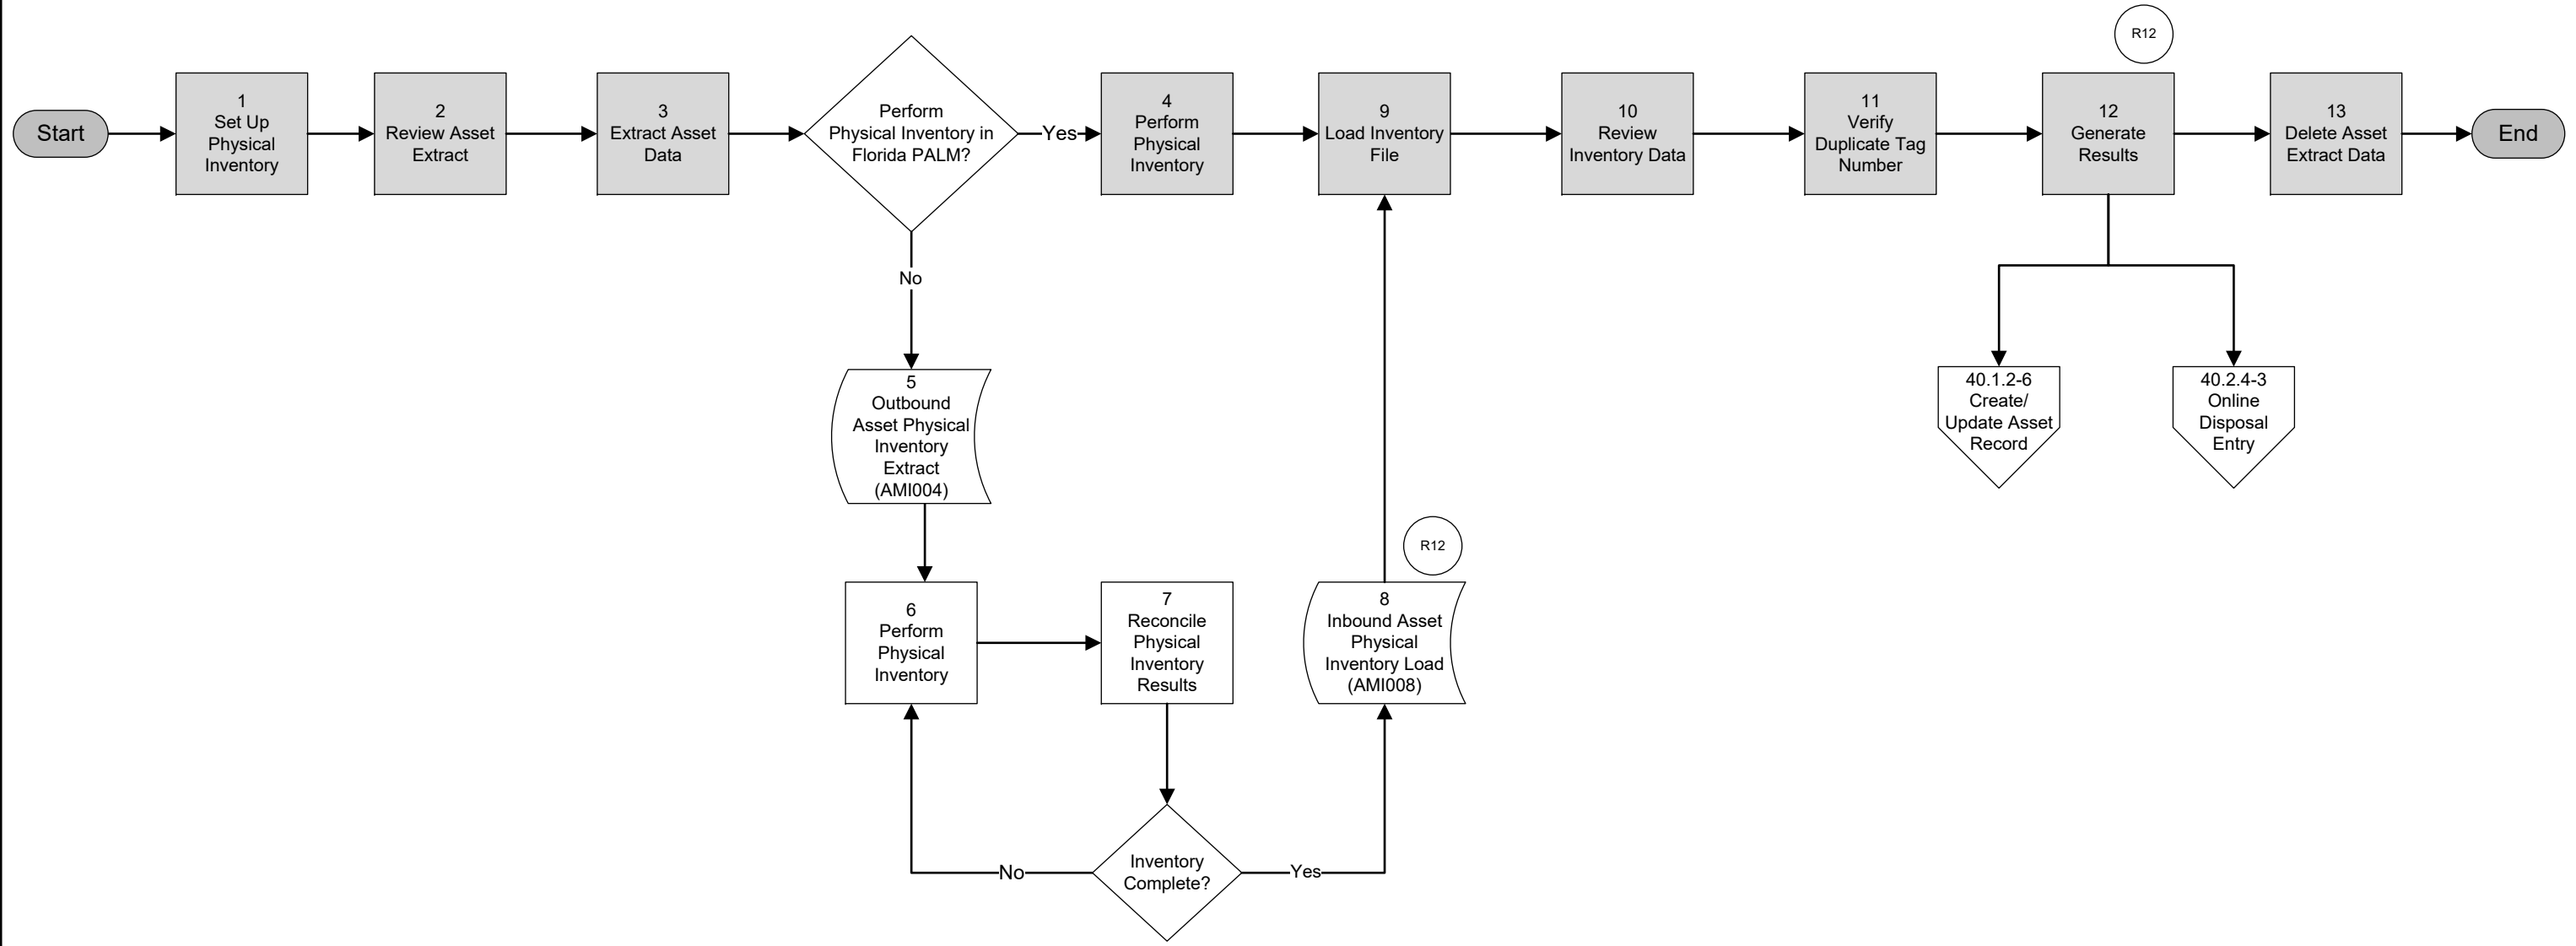 Start
1
Set Up
Physical
Inventory
2
Review Asset
Extract
3
Extract Asset
Data
Perform
Physical Inventory in
Florida PALM?
Yes
4
Perform
Physical
Inventory
9
Load Inventory
File
10
Review
Inventory Data
11
Verify
Duplicate Tag
Number
R12
12
Generate
Results
13
Delete Asset
Extract Data
End
No
5
Outbound
Asset Physical
Inventory
Extract
(AMI004)
40.1.2-6
Create/
Update Asset
Record
40.2.4-3
Online
Disposal
Entry
6
Perform
Physical
Inventory
7
Reconcile
Physical
Inventory
Results
R12
8
Inbound Asset
Physical
Inventory Load
(AMI008)
Inventory
Complete?
No
Yes